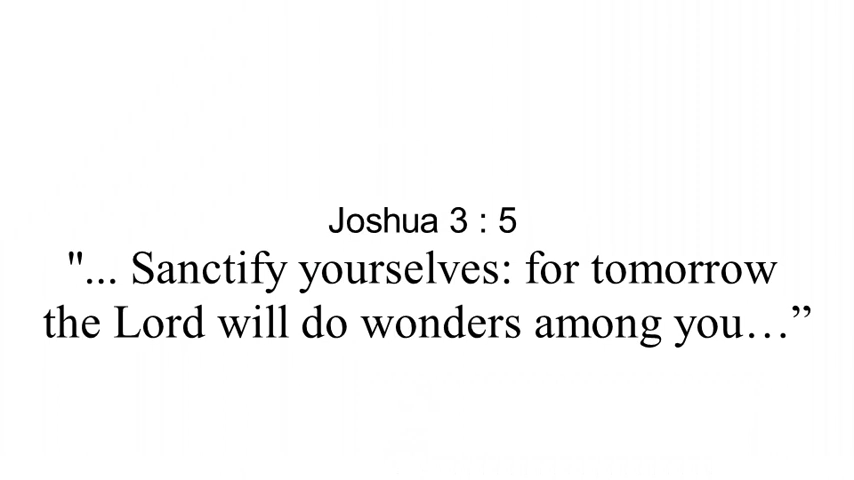 Joshua 3 : 5
"... Sanctify yourselves: for tomorrow
the Lord will do wonders among you…”